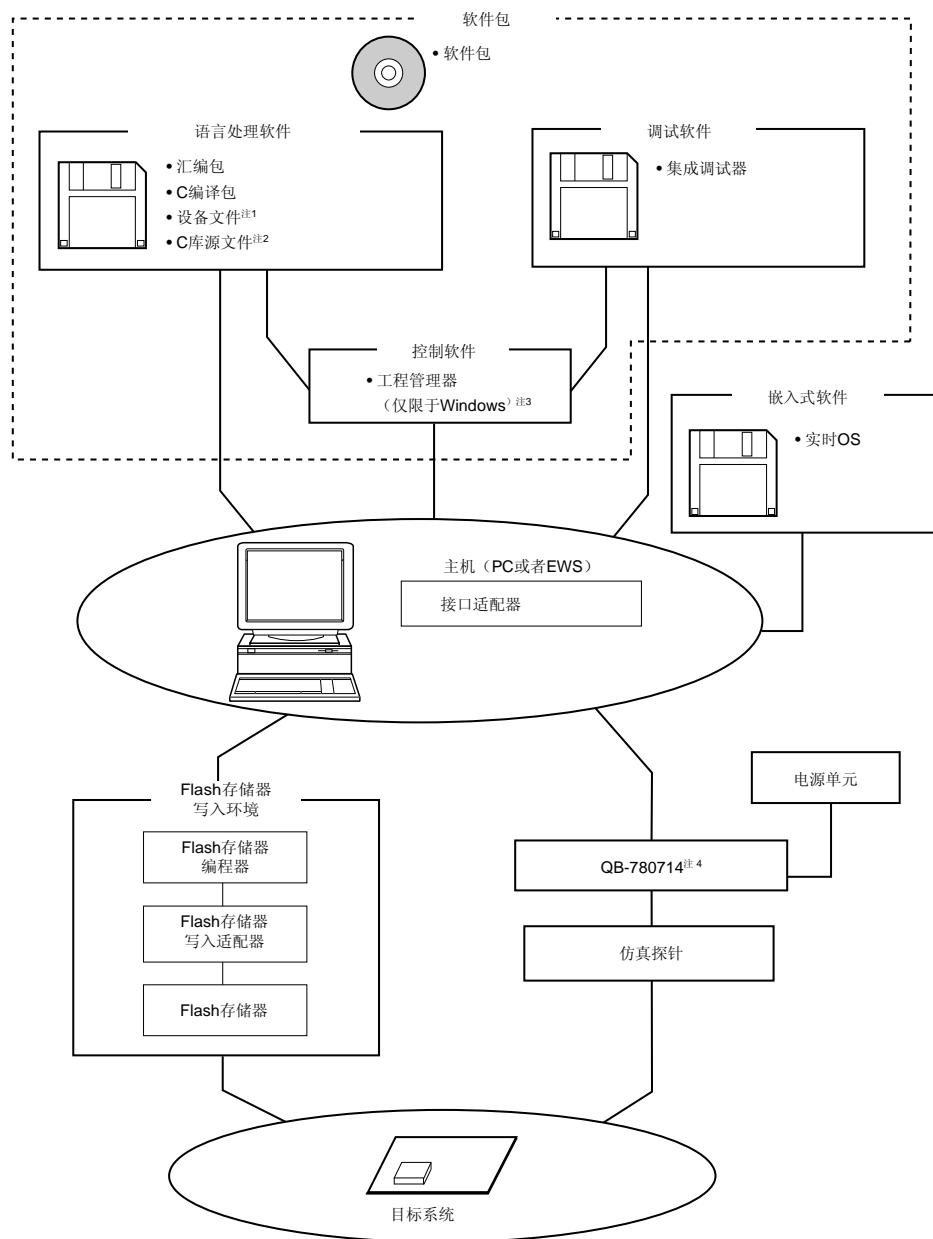 软件包
• 软件包
语言处理软件
• 汇编包
• C编译包
• 设备文件注1
• C库源文件注2
调试软件
• 集成调试器
控制软件
• 工程管理器
（仅限于Windows）注3
嵌入式软件
• 实时OS
主机（PC或者EWS）
接口适配器
Flash存储器
写入环境
Flash存储器
编程器
Flash存储器
写入适配器
Flash存储器
电源单元
QB-780714注 4
仿真探针
目标系统